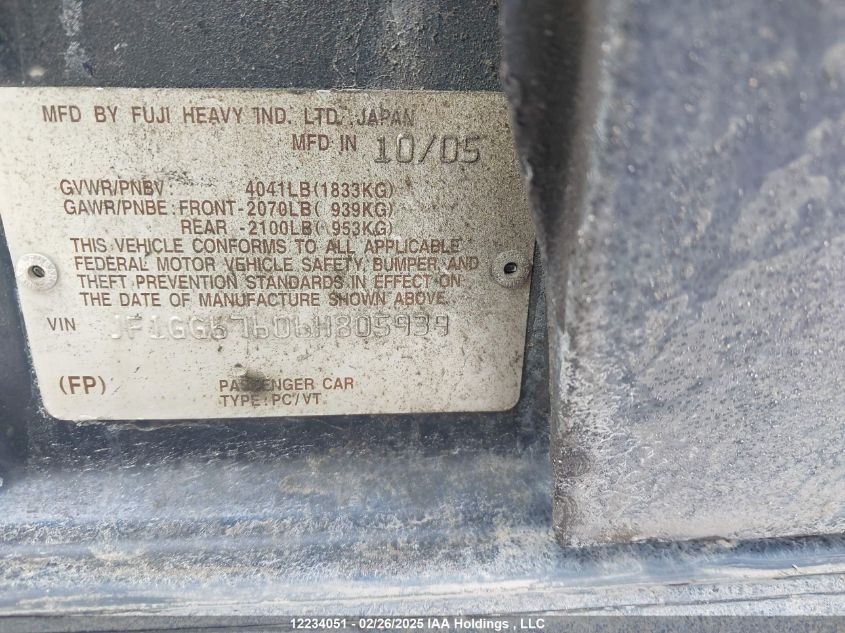 MFD BY FUJI HEAVY IND. LTD. JAPAN
MFD IN 10/05
GVWR/PNBV: 4041LB(1833KG)
GAWR/PNBE: FRONT-2070LB( 939KG)
REAR -2100LB( 953KG)
THIS VEHICLE CONFORMS TO ALL APPLICABLE
FEDERAL MOTOR VEHICLE SAFETY, BUMPER, AND
THEFT PREVENTION STANDARDS IN EFFECT ON
THE DATE OF MANUFACTURE SHOWN ABOVE.
VIN JF1GG67606H805939
(FP) PASSENGER CAR
TYPE: PC/VT
12234051 - 02/26/2025 IAA Holdings , LLC